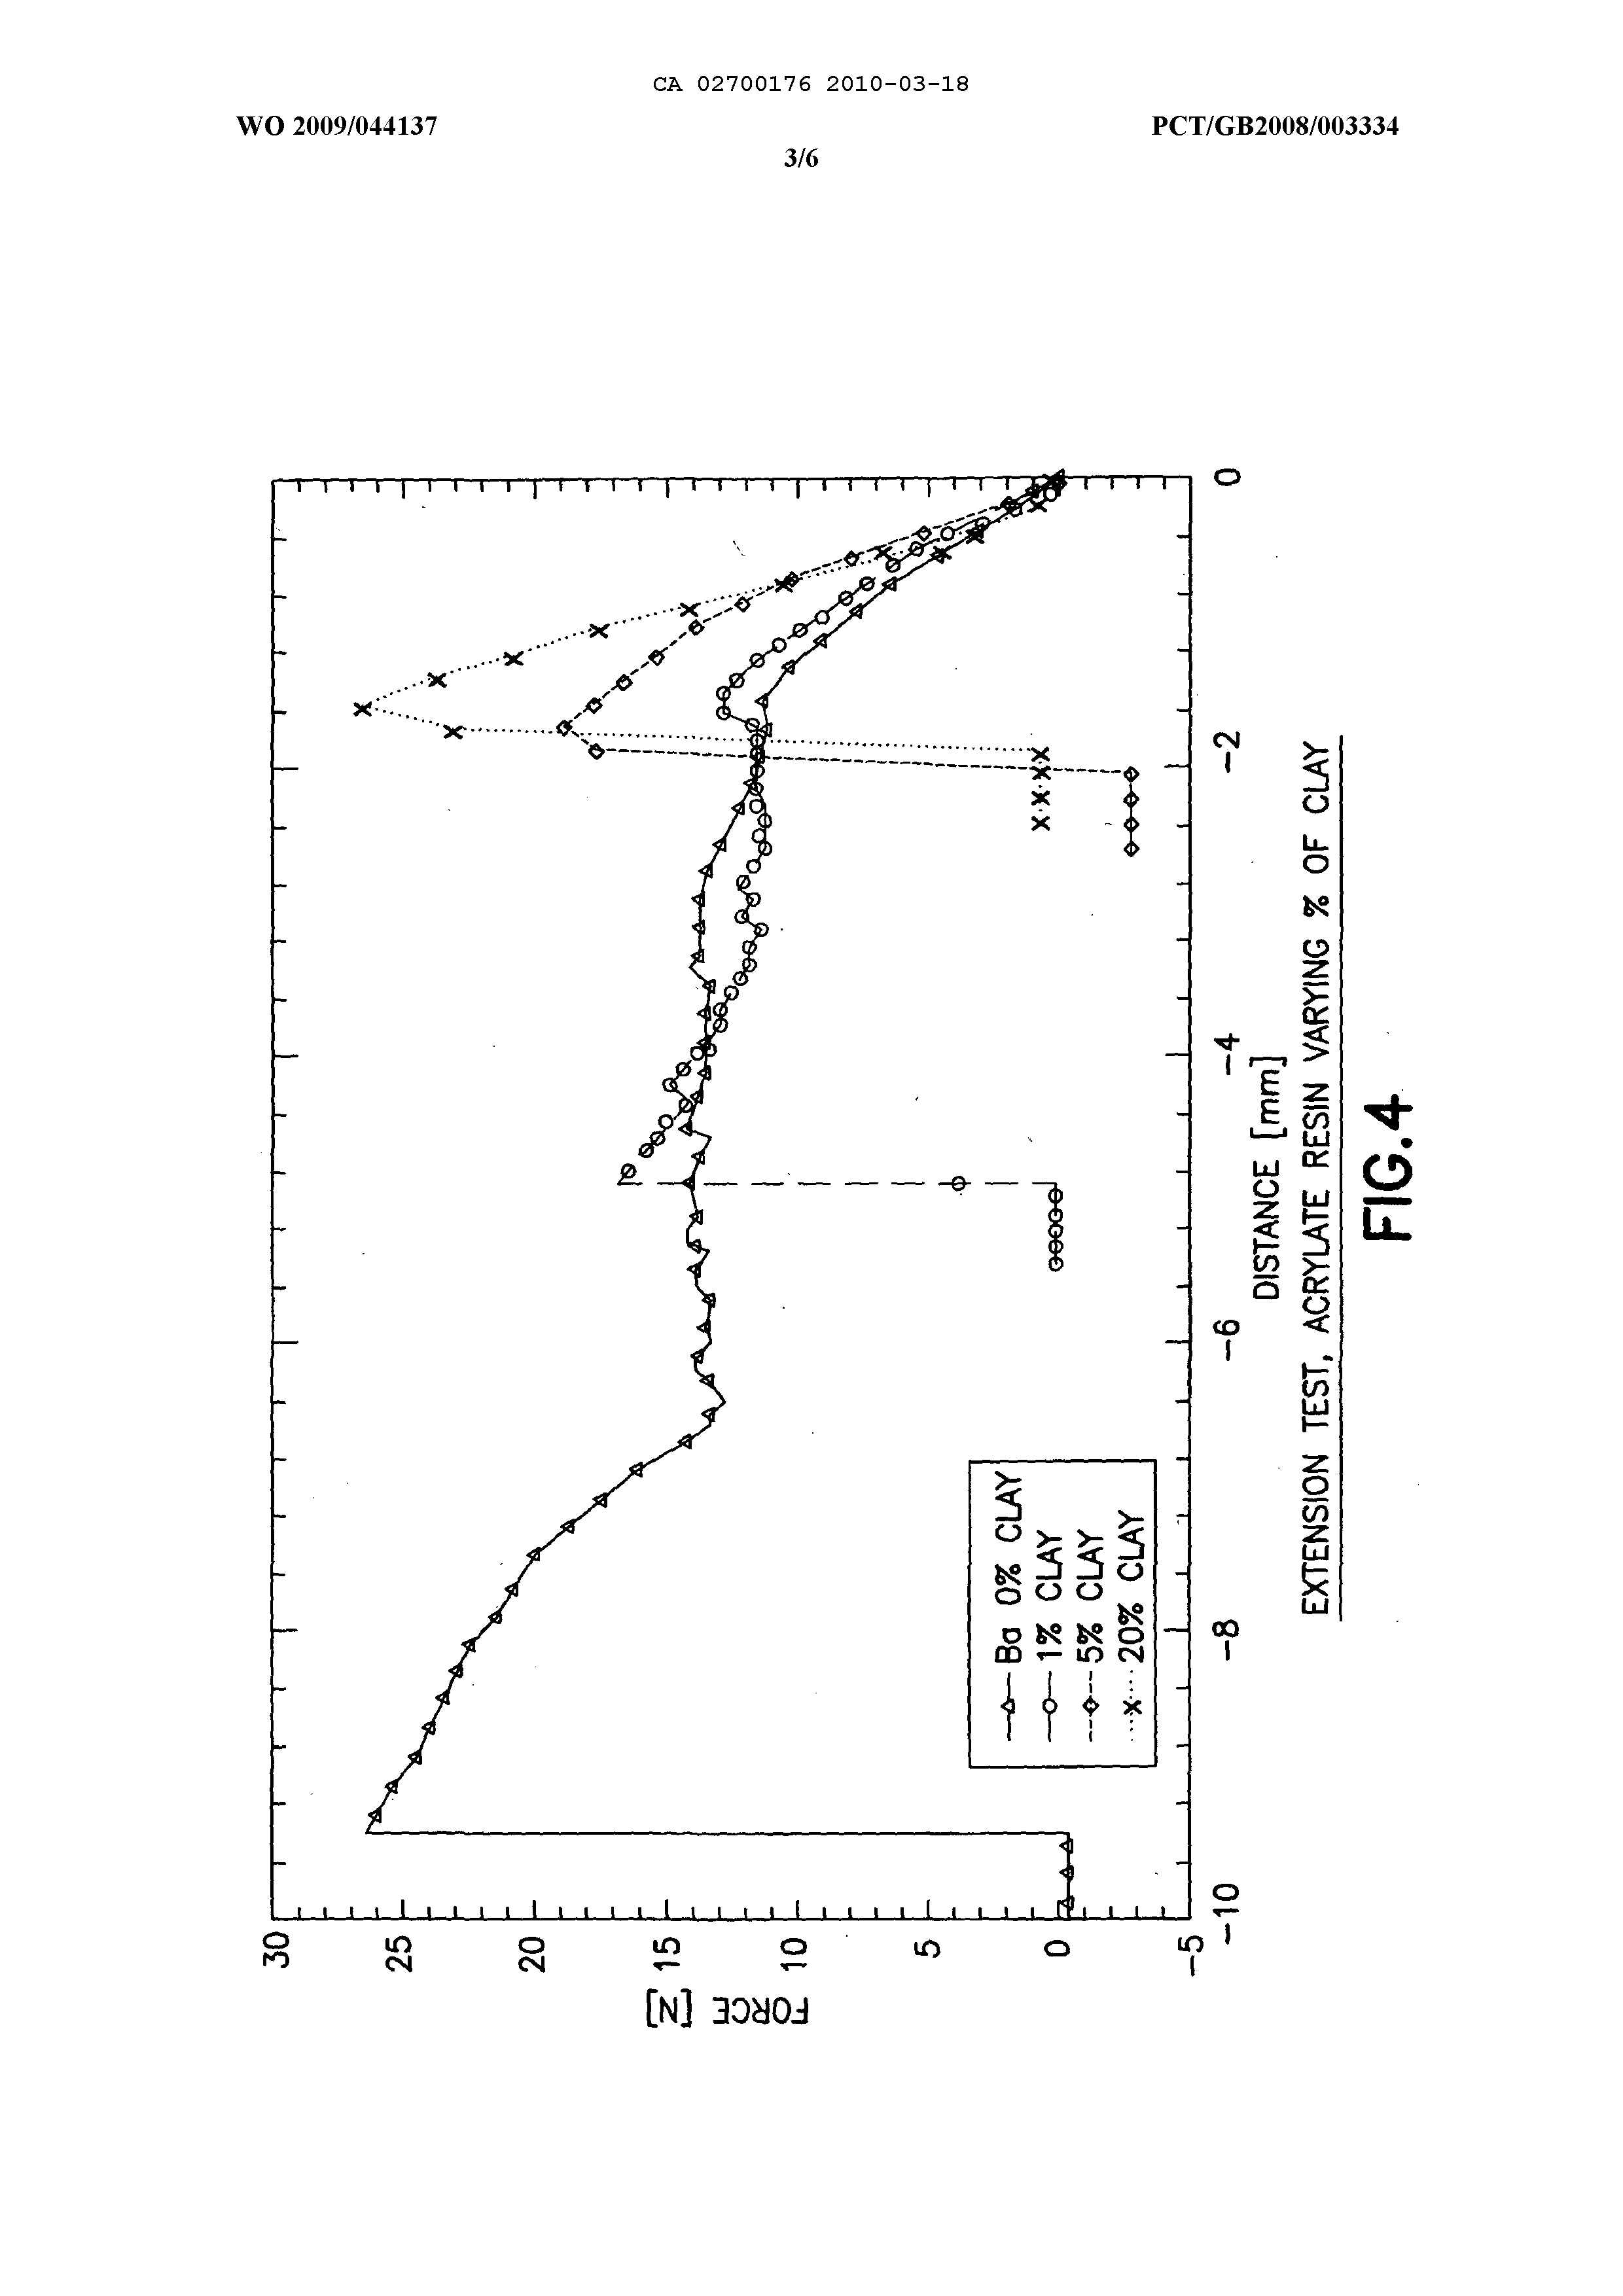 CA 02700176 2010-03-18
WO 2009/044137
PCT/GB2008/003334
3/6
30
25
20
15
10
5
0
-5
FORCE [N]
-10
-8
-6
-4
-2
0
DISTANCE [mm]
Ba 0% CLAY
1% CLAY
5% CLAY
20% CLAY
EXTENSION TEST, ACRYLATE RESIN VARYING % OF CLAY
FIG.4